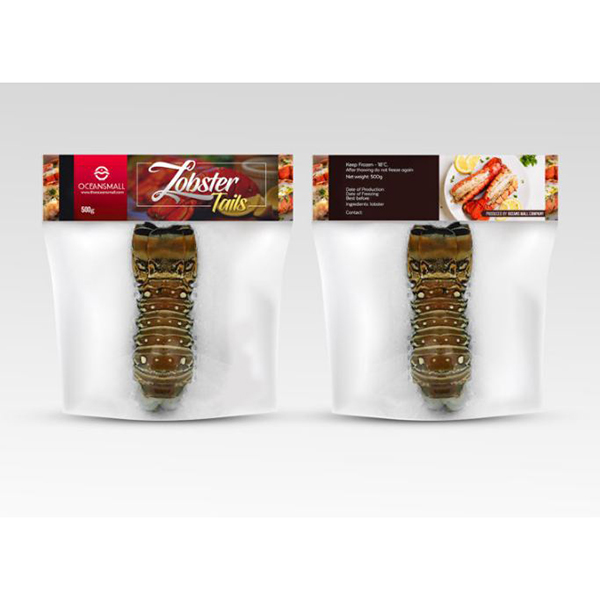 OCEANSMALL
www.theoceansmall.com
500g
Lobster
Tails
Keep Frozen - 18°C.
After thawing do not freeze again
Net weight: 500g
Date of Production:
Date of Freezing:
Best before:
Ingredients: lobster
Contact:
PRODUCED BY OCEANS MALL COMPANY